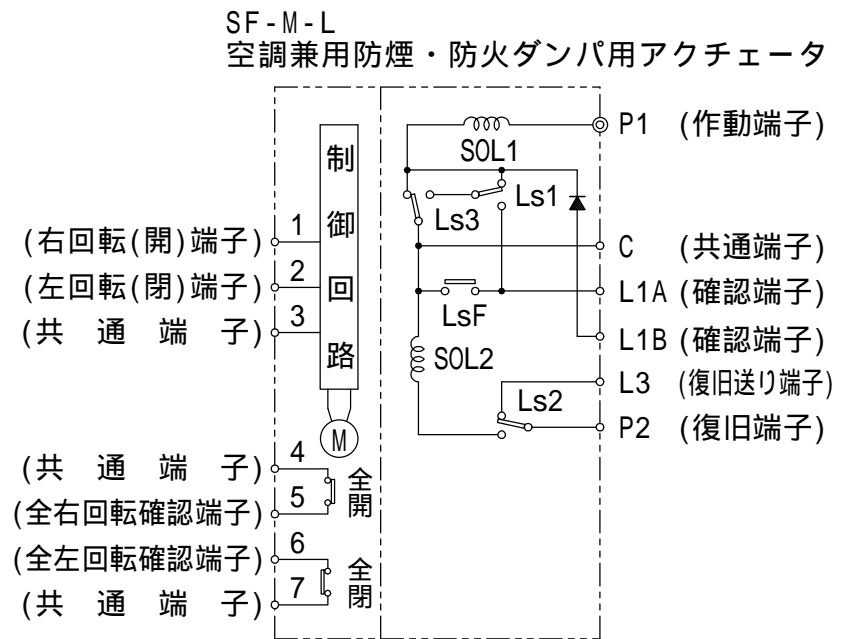 SF-M-L
空調兼用防煙・防火ダンパ用アクチェータ
制御回路
M
(右回転(開)端子) 1
(左回転(閉)端子) 2
(共通端子) 3
(共通端子) 4
(全右回転確認端子) 5
全開
(全左回転確認端子) 6
(共通端子) 7
全閉
SOL1
Ls1
Ls3
LsF
SOL2
Ls2
P1 (作動端子)
C (共通端子)
L1A (確認端子)
L1B (確認端子)
L3 (復旧送り端子)
P2 (復旧端子)